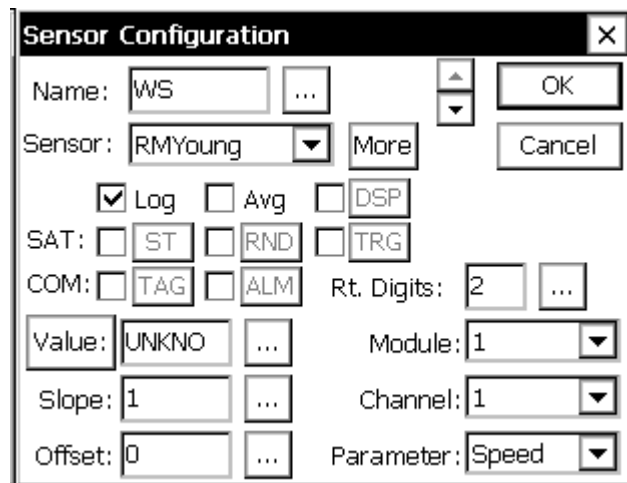 Sensor Configuration
Name: WS ... OK
Sensor: RMYoung More Cancel
Log Avg DSP
SAT: ST RND TRG
COM: TAG ALM Rt. Digits: 2 ...
Value: UNKNO ... Module: 1
Slope: 1 ... Channel: 1
Offset: 0 ... Parameter: Speed